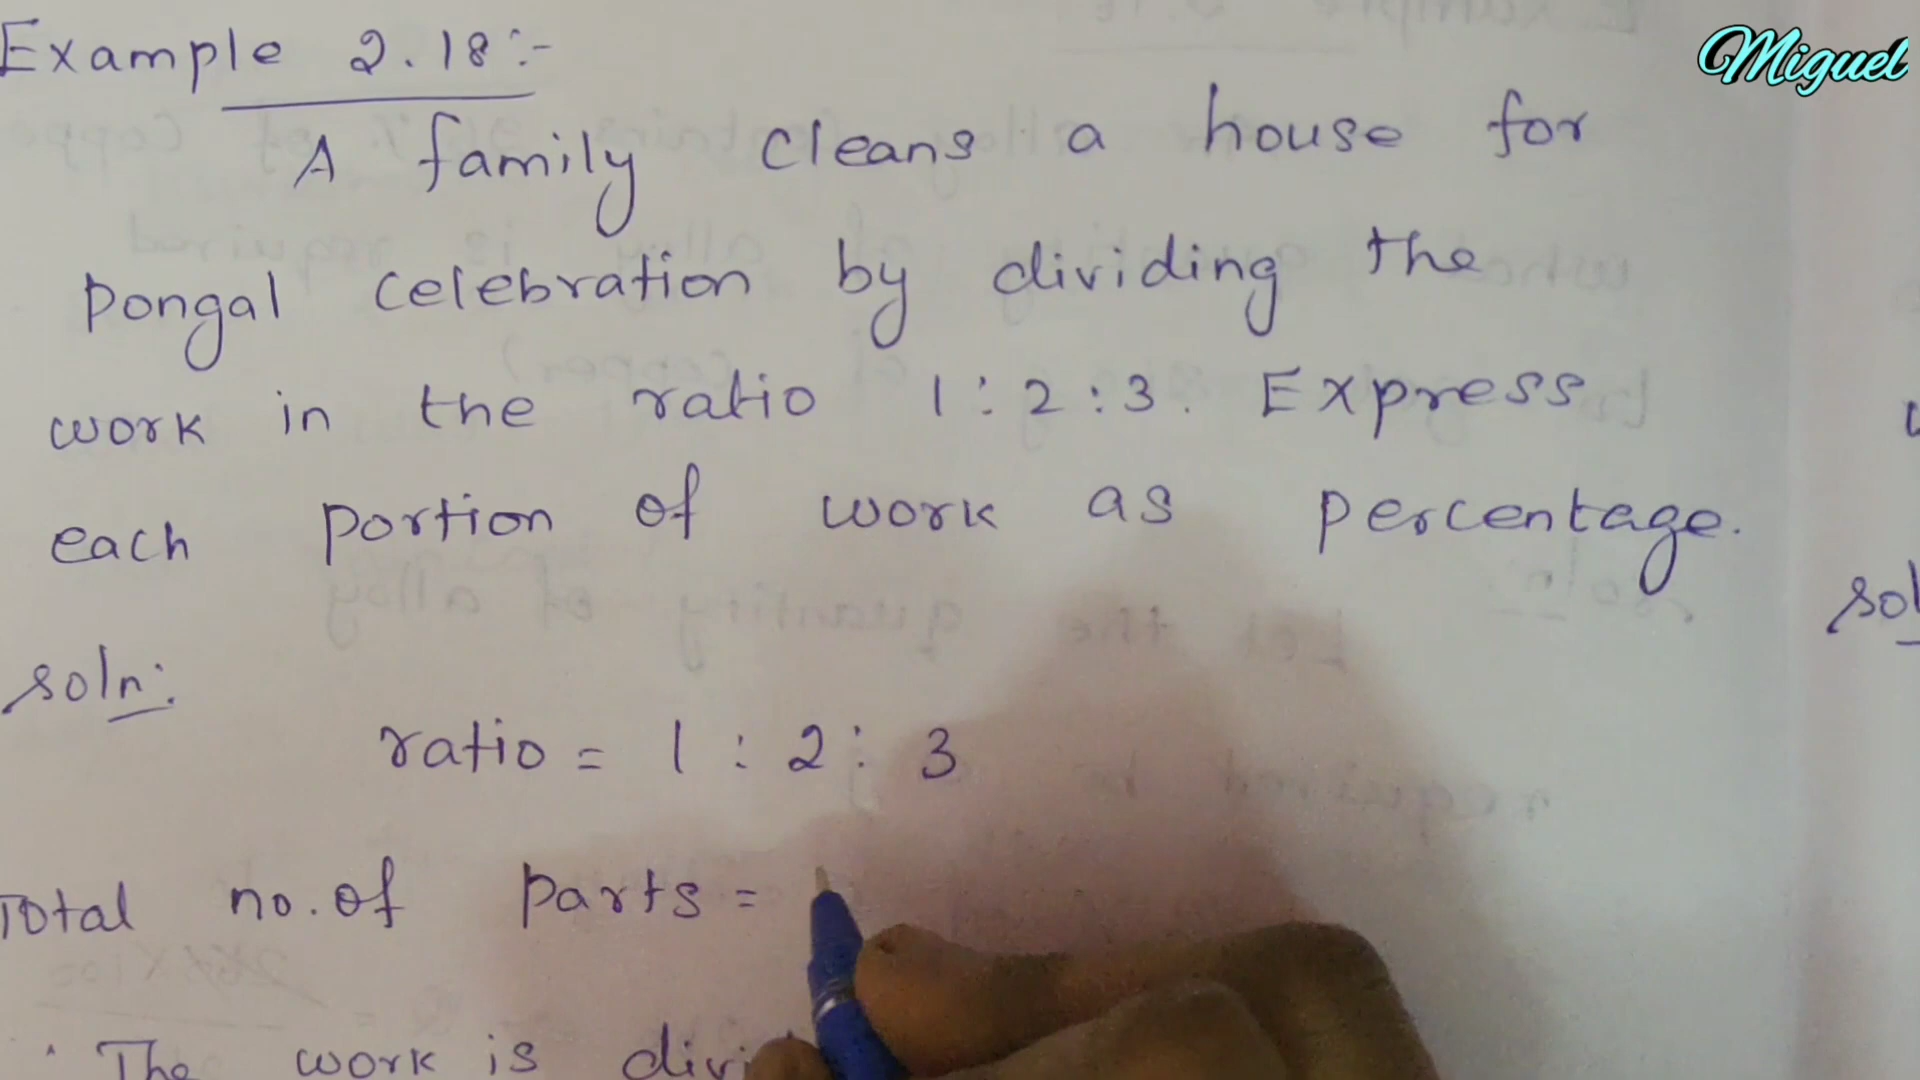 Example 2.18:-
A family cleans a house for
Pongal celebration by dividing the
work in the ratio 1:2:3. Express
each portion of work as percentage.
soln:
ratio = 1 : 2 : 3
Total no. of parts =
The work is
Miguel